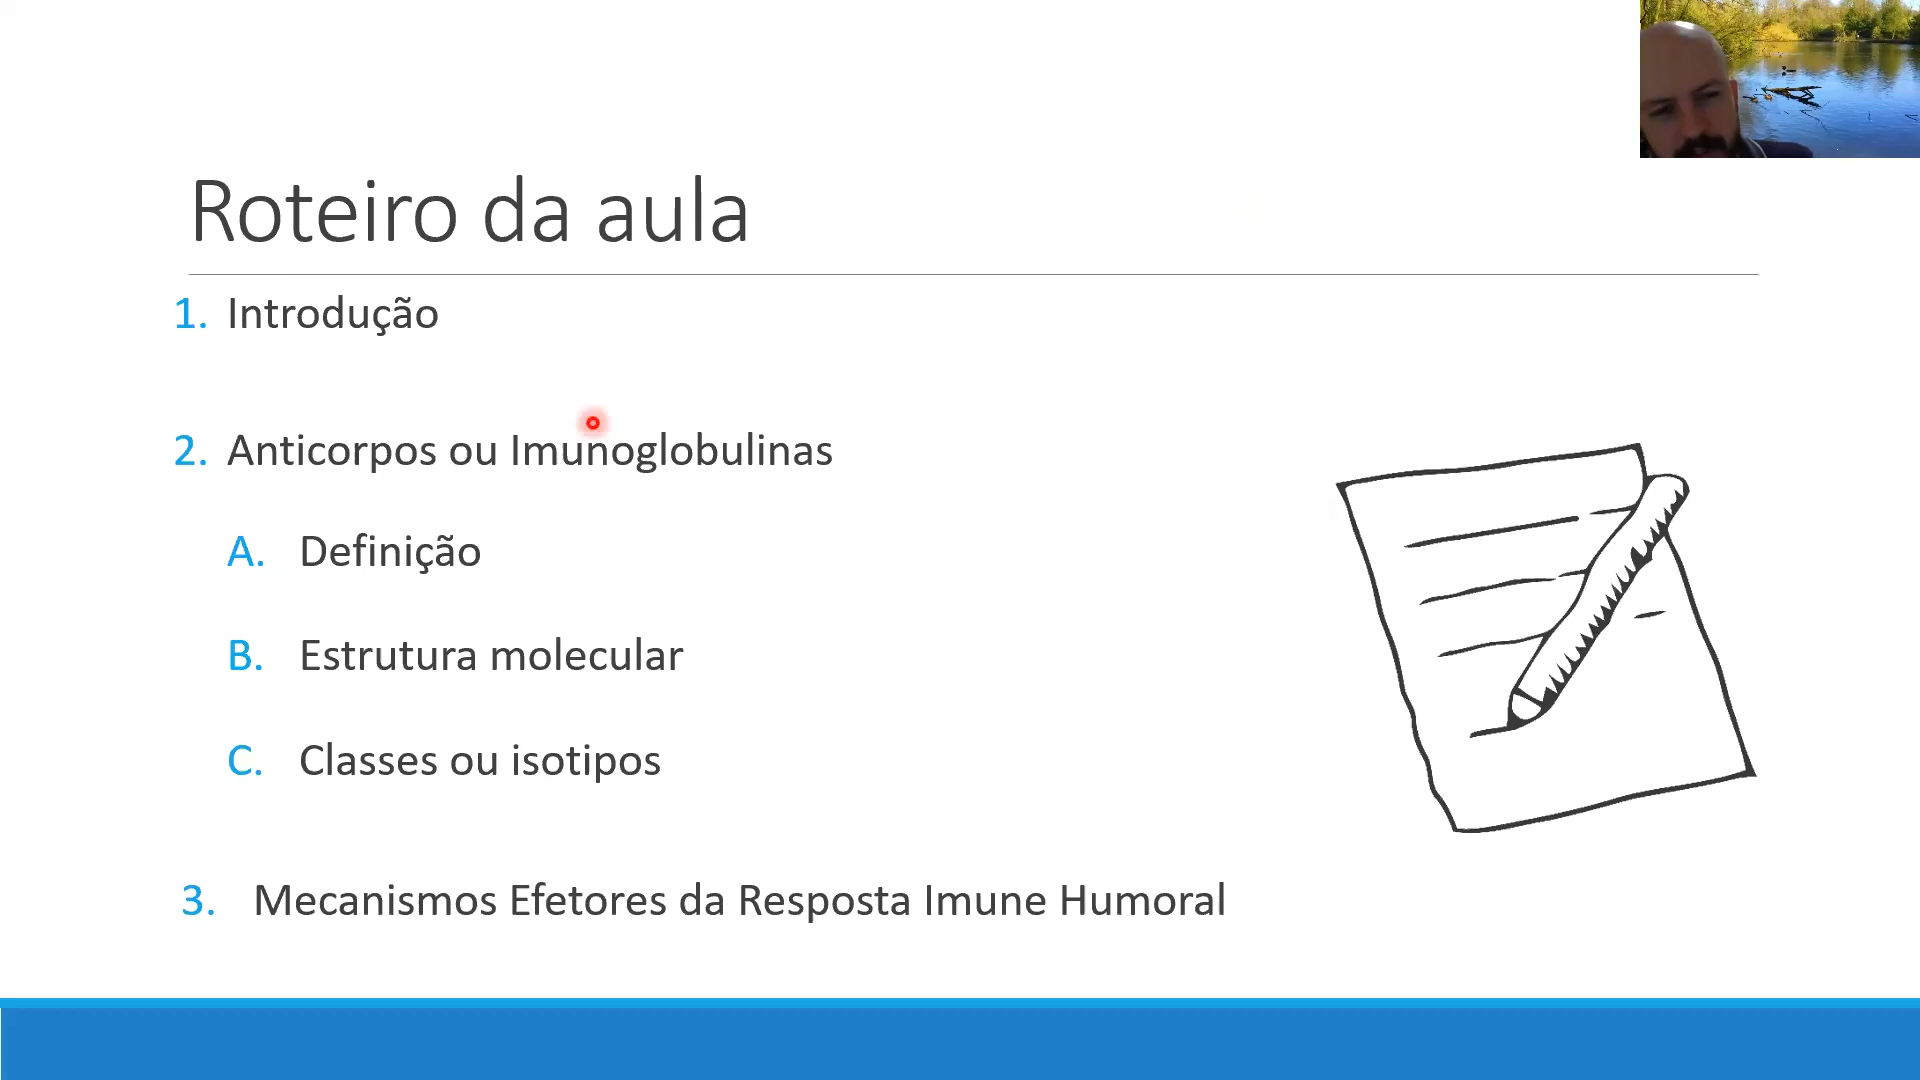 Roteiro da aula
1. Introdução
2. Anticorpos ou Imunoglobulinas
A. Definição
B. Estrutura molecular
C. Classes ou isotipos
3. Mecanismos Efetores da Resposta Imune Humoral